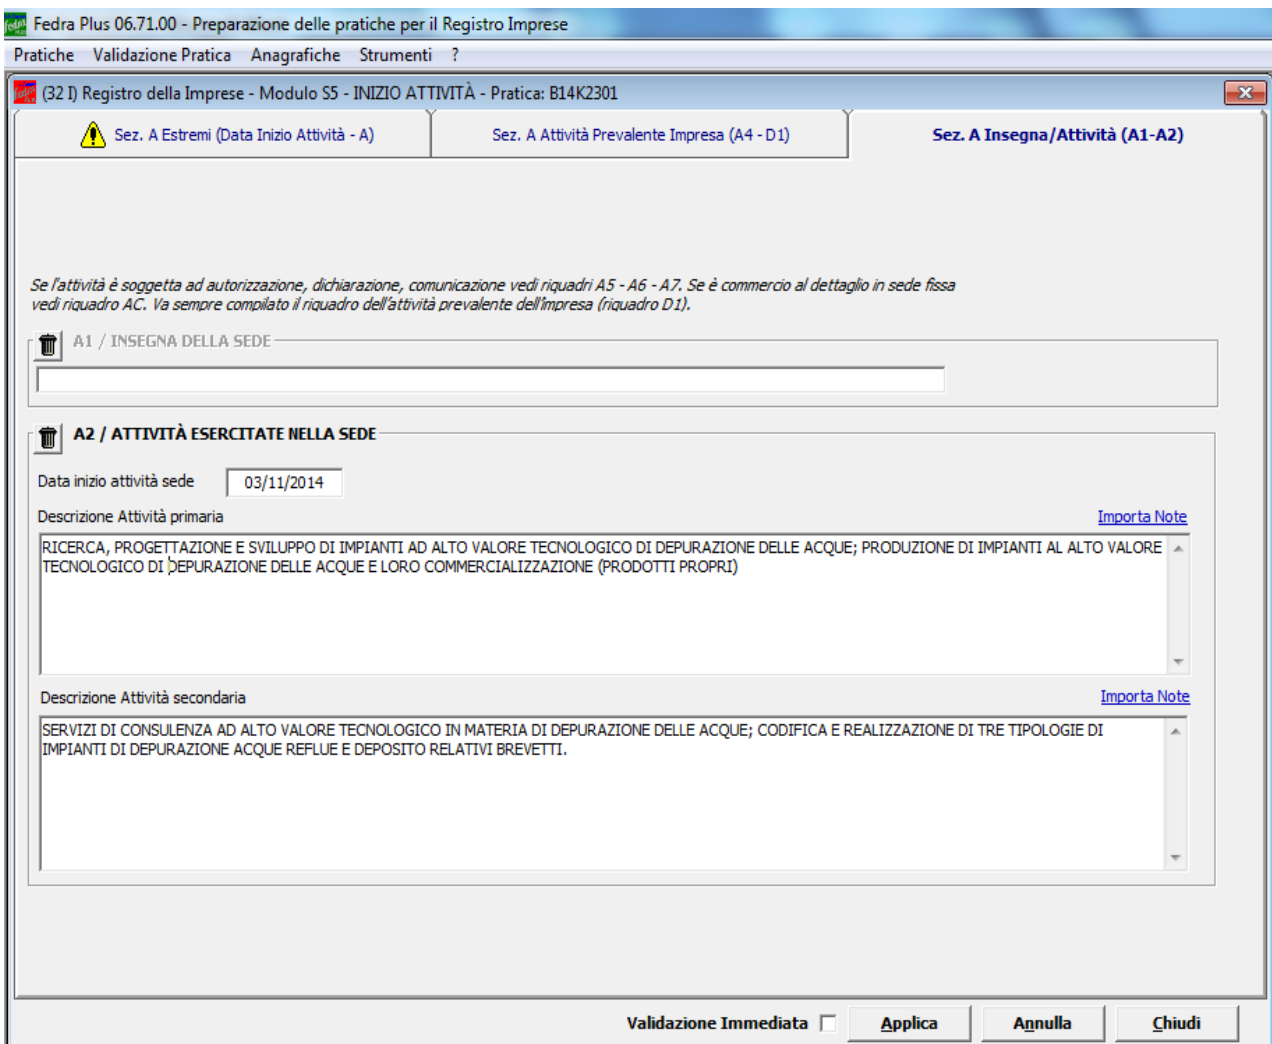 Fedra Plus 06.71.00 - Preparazione delle pratiche per il Registro Imprese
Pratiche Validazione Pratica Anagrafiche Strumenti ?
(32 I) Registro della Imprese - Modulo S5 - INIZIO ATTIVITÀ - Pratica: B14K2301
Sez. A Estremi (Data Inizio Attività - A) Sez. A Attività Prevalente Impresa (A4 - D1) Sez. A Insegna/Attività (A1-A2)
Se l'attività è soggetta ad autorizzazione, dichiarazione, comunicazione vedi riquadri A5 - A6 - A7. Se è commercio al dettaglio in sede fissa
vedi riquadro AC. Va sempre compilato il riquadro dell'attività prevalente dell'impresa (riquadro D1).
A1 / INSEGNA DELLA SEDE
A2 / ATTIVITÀ ESERCITATE NELLA SEDE
Data inizio attività sede 03/11/2014
Descrizione Attività primaria Importa Note
RICERCA, PROGETTAZIONE E SVILUPPO DI IMPIANTI AD ALTO VALORE TECNOLOGICO DI DEPURAZIONE DELLE ACQUE; PRODUZIONE DI IMPIANTI AL ALTO VALORE
TECNOLOGICO DI DEPURAZIONE DELLE ACQUE E LORO COMMERCIALIZZAZIONE (PRODOTTI PROPRI)
Descrizione Attività secondaria Importa Note
SERVIZI DI CONSULENZA AD ALTO VALORE TECNOLOGICO IN MATERIA DI DEPURAZIONE DELLE ACQUE; CODIFICA E REALIZZAZIONE DI TRE TIPOLOGIE DI
IMPIANTI DI DEPURAZIONE ACQUE REFLUE E DEPOSITO RELATIVI BREVETTI.
Validazione Immediata Applica Annulla Chiudi